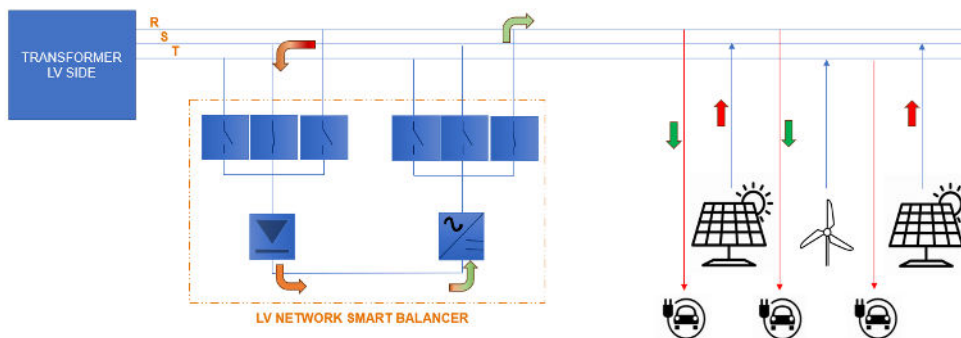 R
S
T
TRANSFORMER
LV SIDE
LV NETWORK SMART BALANCER